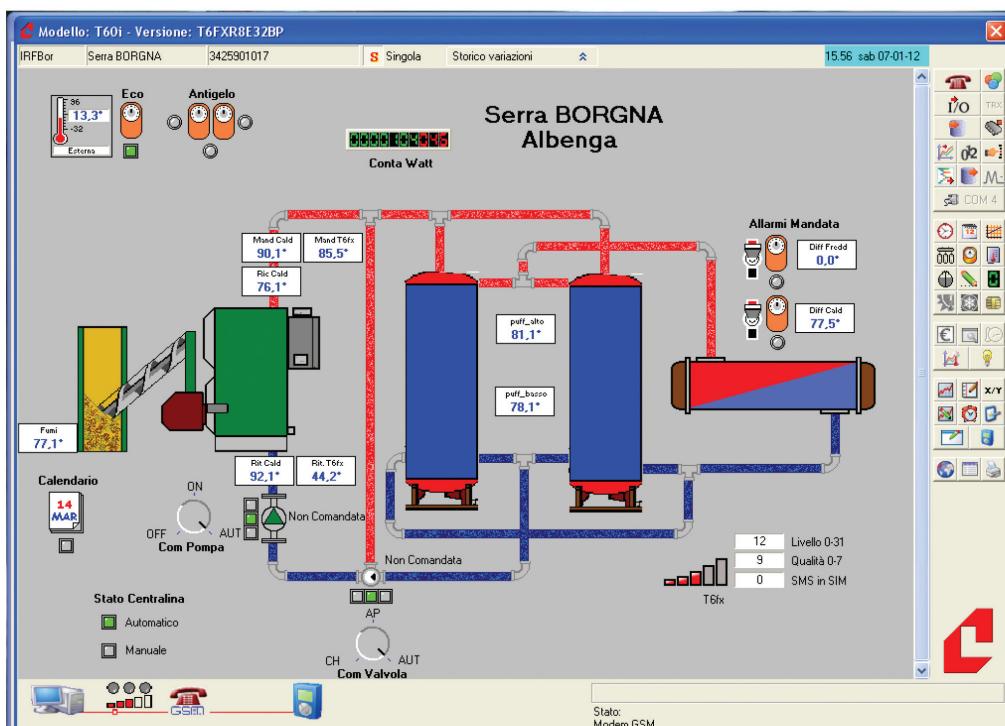 Modello: T60i - Versione: T6FXR8E32BP
IRFBor Serra BORGNA 3425901017 S Singola Storico variazioni 15.56 sab 07-01-12
Eco Antigelo
36
13,3°
-32
Esterna
Serra BORGNA
Albenga
0000104046
Conta Watt
I/O TRX
COM 4
Allarmi Mandata
Mand Cald Mand T6fx
90,1° 85,5°
Ric Cald
76,1°
Diff Fredd
0,0°
Diff Cald
77,5°
puff_alto
81,1°
puff_basso
78,1°
X/Y
Fumi
77,1°
Rit Cald Rit. T6fx
92,1° 44,2°
Calendario
14
MAR
ON
OFF AUT
Com Pompa
Non Comandata
Non Comandata
12 Livello 0-31
9 Qualità 0-7
0 SMS in SIM
T6fx
Stato Centralina
Automatico
Manuale
AP
CH AUT
Com Valvola
GSM
Stato:
Modem GSM